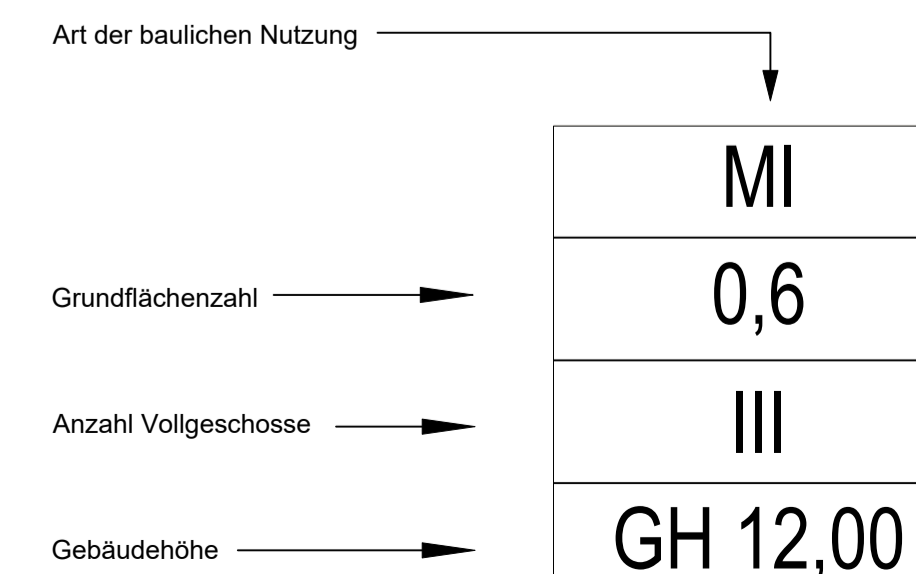 Art der baulichen Nutzung
MI
Grundflächenzahl
0,6
Anzahl Vollgeschosse
III
Gebäudehöhe
GH 12,00